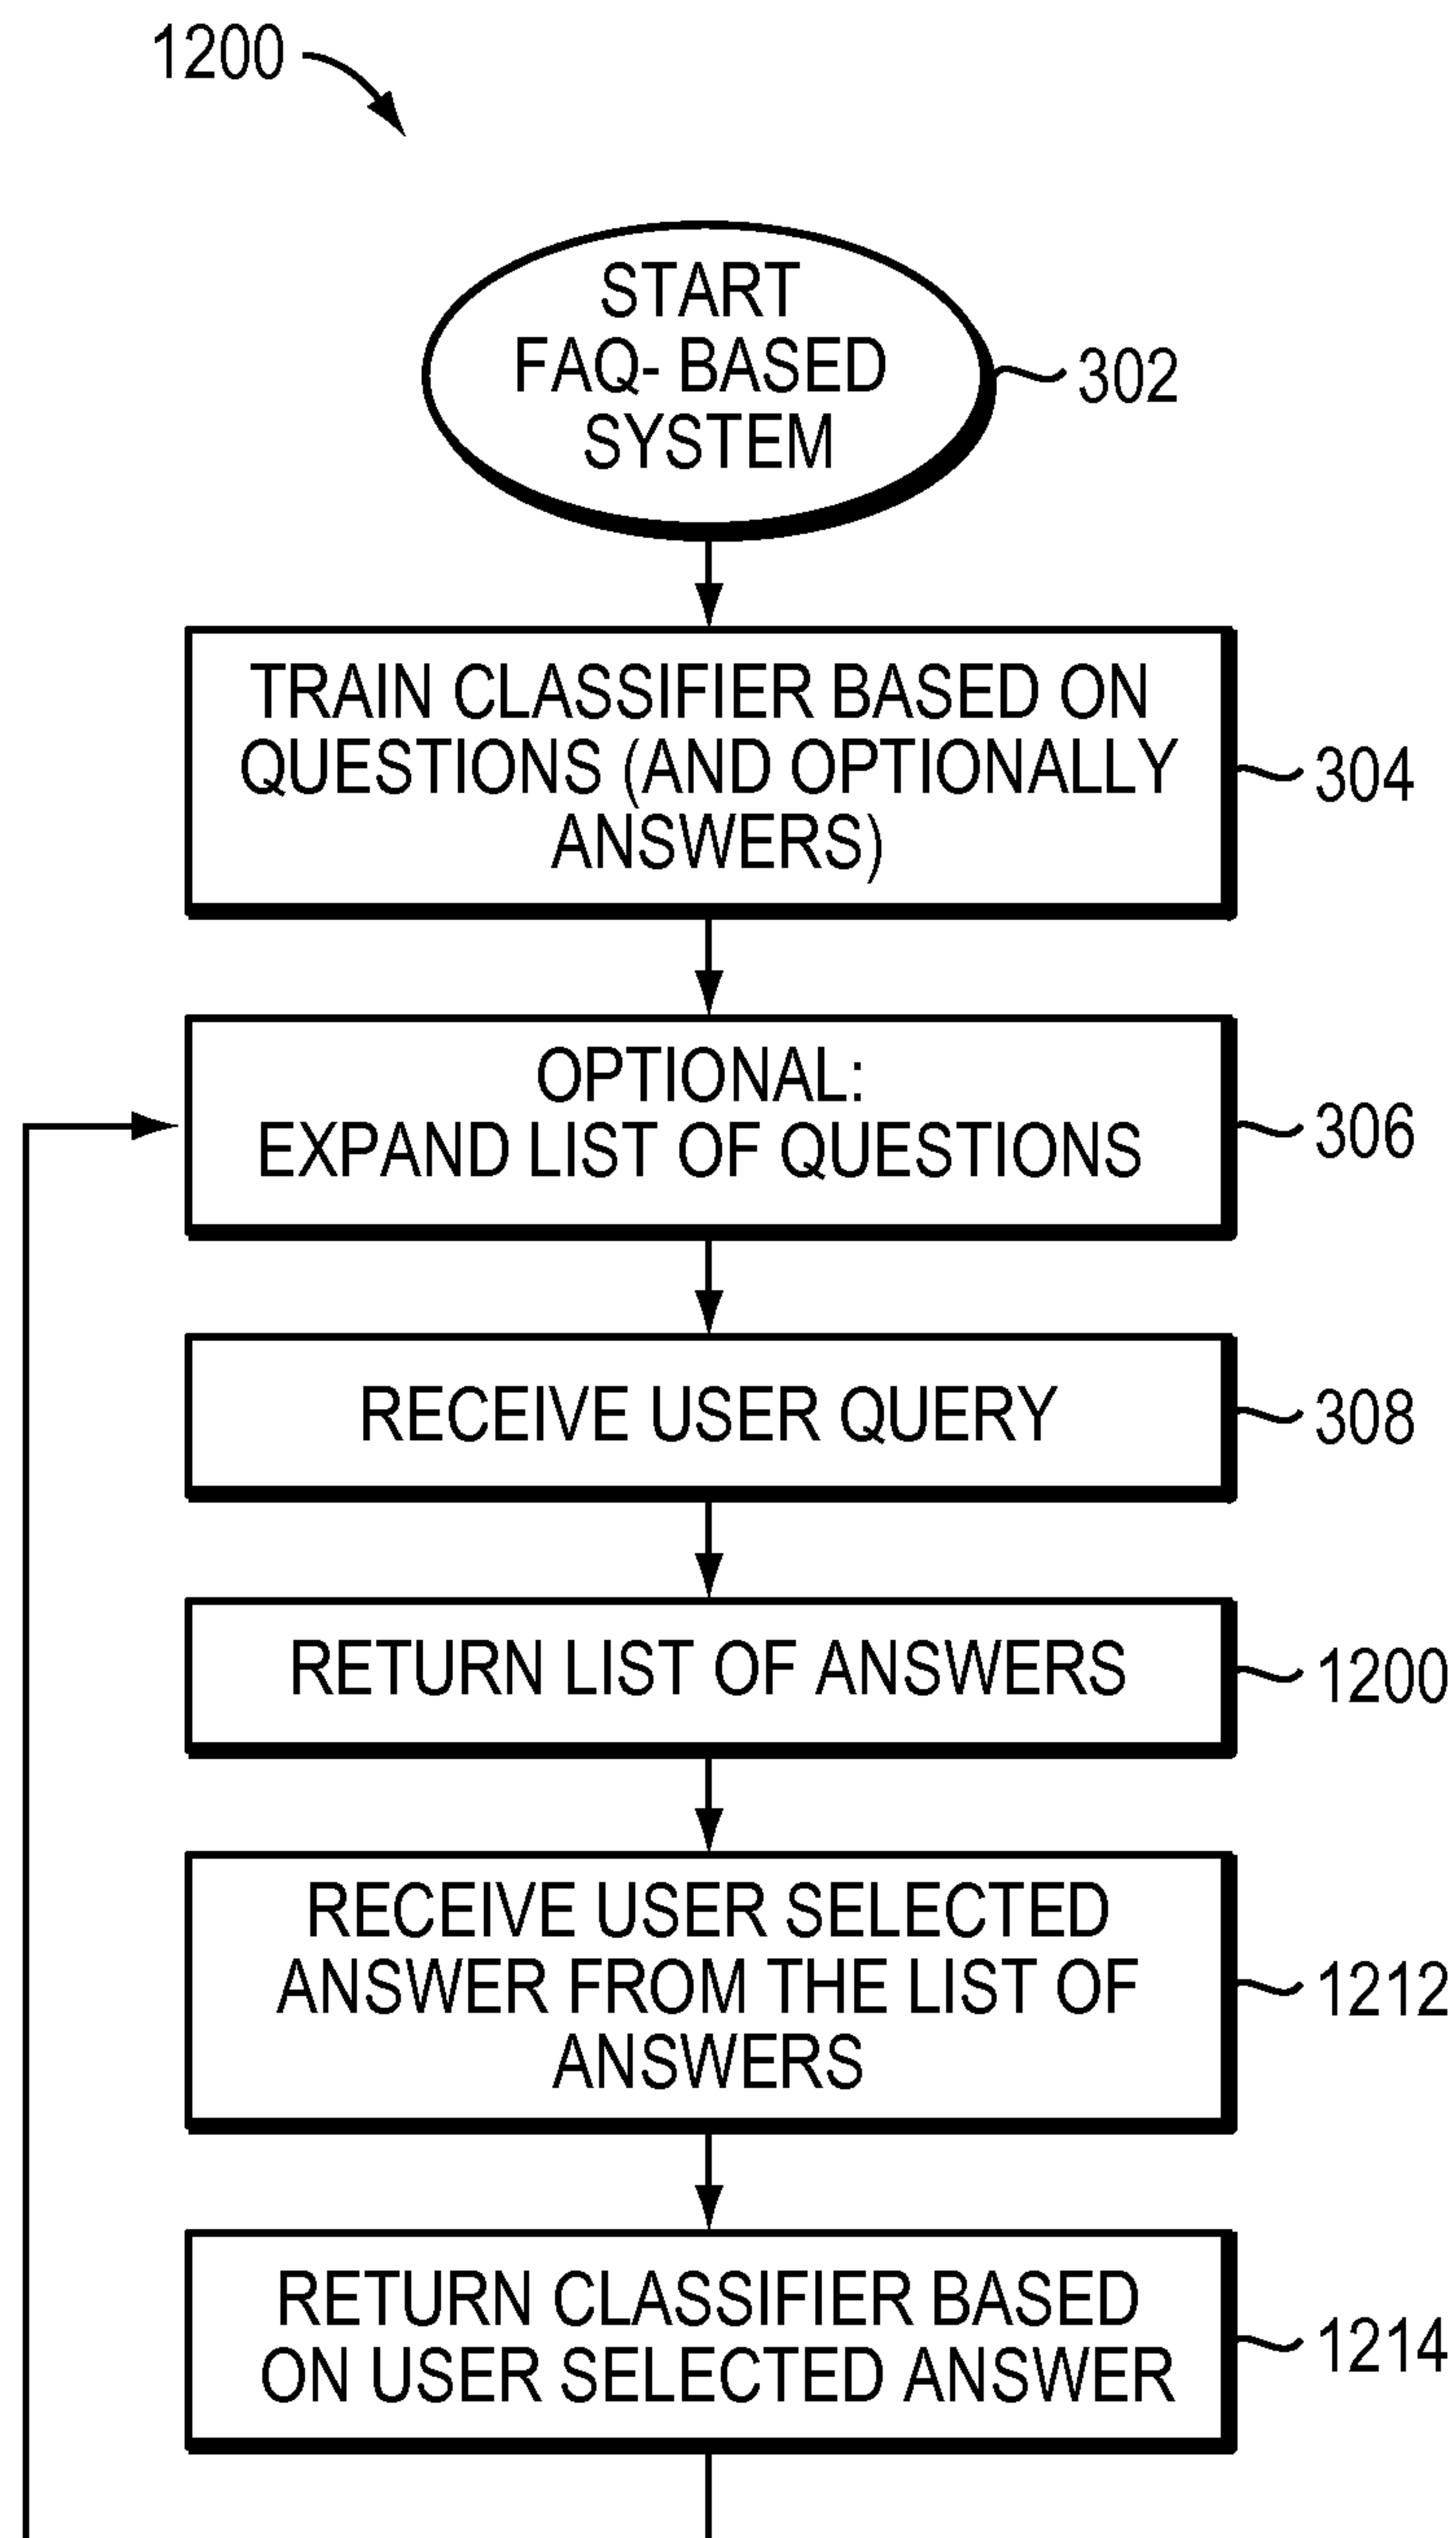 1200
START
FAQ- BASED
SYSTEM
302
TRAIN CLASSIFIER BASED ON
QUESTIONS (AND OPTIONALLY
ANSWERS)
304
OPTIONAL:
EXPAND LIST OF QUESTIONS
306
RECEIVE USER QUERY
308
RETURN LIST OF ANSWERS
1200
RECEIVE USER SELECTED
ANSWER FROM THE LIST OF
ANSWERS
1212
RETURN CLASSIFIER BASED
ON USER SELECTED ANSWER
1214